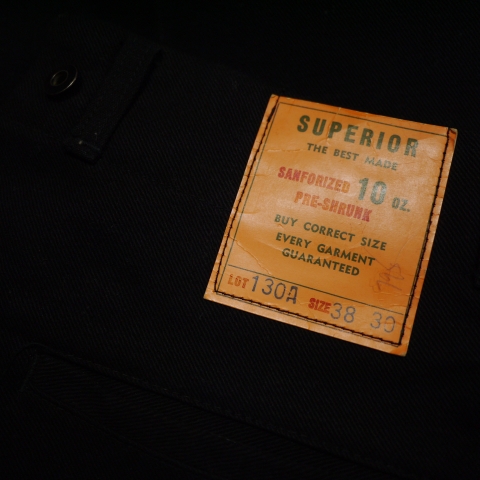 SUPERIOR
THE BEST MADE
SANFORIZED 10 OZ.
PRE-SHRUNK
BUY CORRECT SIZE
EVERY GARMENT
GUARANTEED
LOT 130A SIZE 38 30